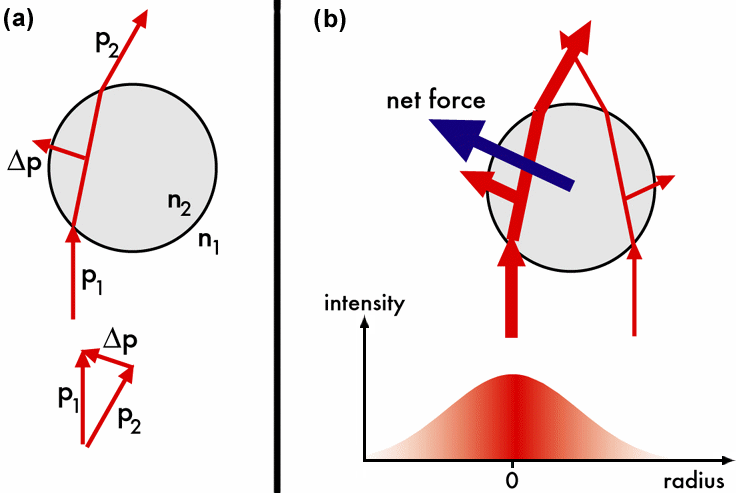 (a)
p2
Δp
n2
n1
p1
Δp
p1
p2
(b)
net force
intensity
0
radius